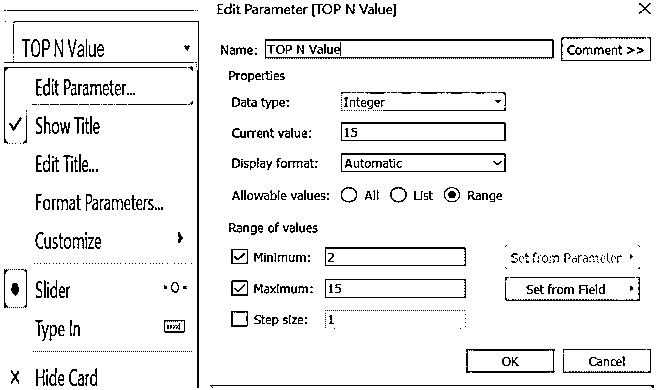 TOP N Value
Edit Parameter...
Show Title
Edit Title...
Format Parameters...
Customize
Slider
Type In
Hide Card
Edit Parameter [TOP N Value]
Name: TOP N Value Comment >>
Properties
Data type: Integer
Current value: 15
Display format: Automatic
Allowable values: All List Range
Range of values
Minimum: 2 Set from Parameter
Maximum: 15 Set from Field
Step size: 1
OK Cancel